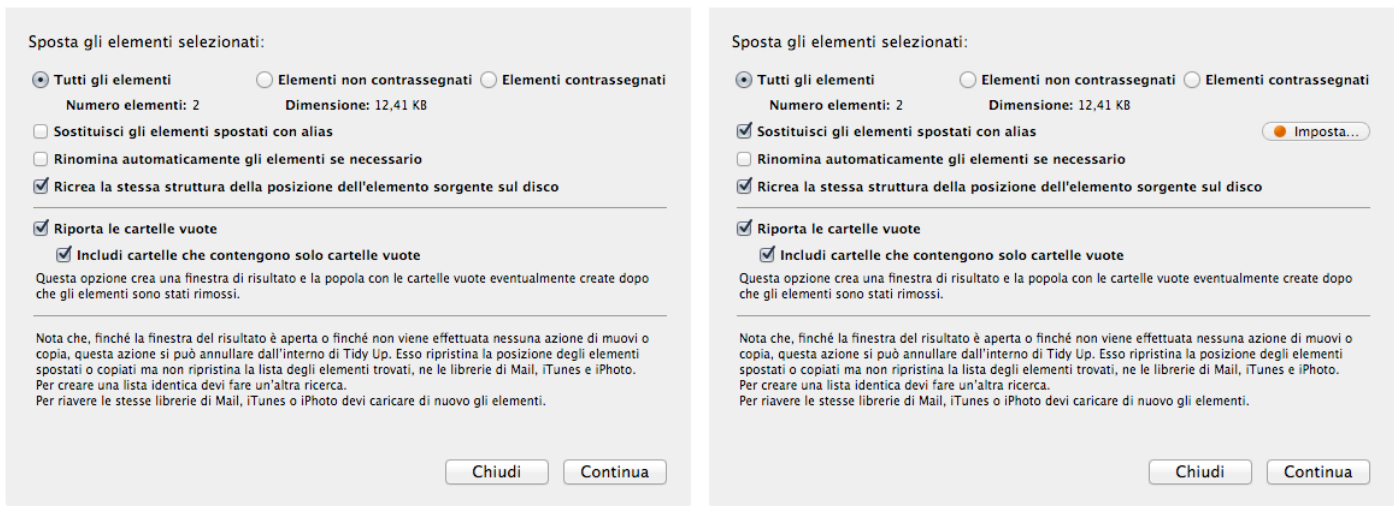 Sposta gli elementi selezionati:
Tutti gli elementi
Elementi non contrassegnati
Elementi contrassegnati
Numero elementi: 2
Dimensione: 12,41 KB
Sostituisci gli elementi spostati con alias
Rinomina automaticamente gli elementi se necessario
Ricrea la stessa struttura della posizione dell'elemento sorgente sul disco
Riporta le cartelle vuote
Includi cartelle che contengono solo cartelle vuote
Questa opzione crea una finestra di risultato e la popola con le cartelle vuote eventualmente create dopo
che gli elementi sono stati rimossi.
Nota che, finché la finestra del risultato è aperta o finché non viene effettuata nessuna azione di muovi o
copia, questa azione si può annullare dall'interno di Tidy Up. Esso ripristina la posizione degli elementi
spostati o copiati ma non ripristina la lista degli elementi trovati, ne le librerie di Mail, iTunes e iPhoto.
Per creare una lista identica devi fare un'altra ricerca.
Per riavere le stesse librerie di Mail, iTunes o iPhoto devi caricare di nuovo gli elementi.
Chiudi
Continua
Sposta gli elementi selezionati:
Tutti gli elementi
Elementi non contrassegnati
Elementi contrassegnati
Numero elementi: 2
Dimensione: 12,41 KB
Sostituisci gli elementi spostati con alias
Imposta...
Rinomina automaticamente gli elementi se necessario
Ricrea la stessa struttura della posizione dell'elemento sorgente sul disco
Riporta le cartelle vuote
Includi cartelle che contengono solo cartelle vuote
Questa opzione crea una finestra di risultato e la popola con le cartelle vuote eventualmente create dopo
che gli elementi sono stati rimossi.
Nota che, finché la finestra del risultato è aperta o finché non viene effettuata nessuna azione di muovi o
copia, questa azione si può annullare dall'interno di Tidy Up. Esso ripristina la posizione degli elementi
spostati o copiati ma non ripristina la lista degli elementi trovati, ne le librerie di Mail, iTunes e iPhoto.
Per creare una lista identica devi fare un'altra ricerca.
Per riavere le stesse librerie di Mail, iTunes o iPhoto devi caricare di nuovo gli elementi.
Chiudi
Continua